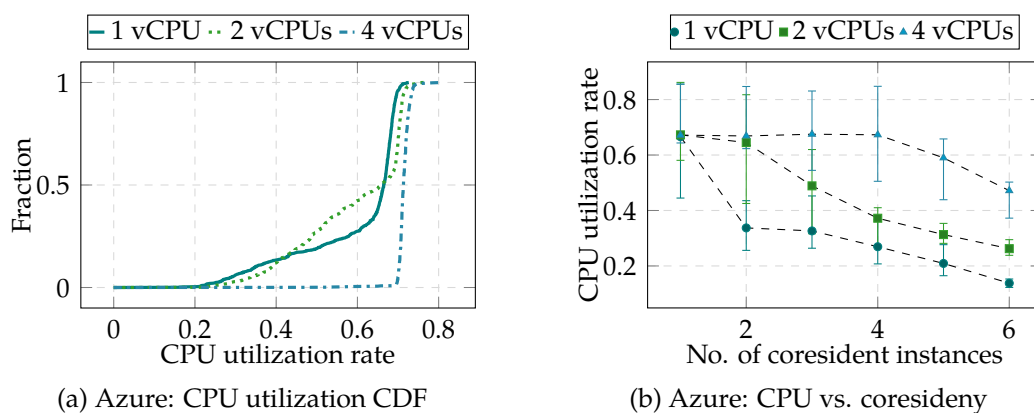 1 vCPU 2 vCPUs 4 vCPUs
1
0.5
0
Fraction
0 0.2 0.4 0.6 0.8
CPU utilization rate
(a) Azure: CPU utilization CDF
1 vCPU 2 vCPUs 4 vCPUs
0.8
0.6
0.4
0.2
CPU utilization rate
2 4 6
No. of coresident instances
(b) Azure: CPU vs. coresideny